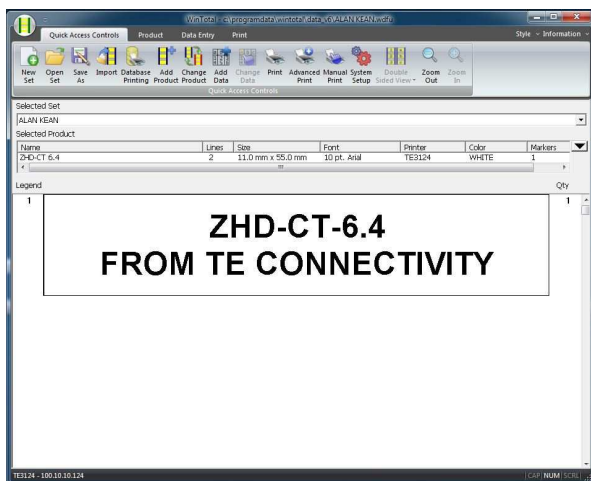 WinTotal - c:\programdata\wintotal\data_v6\ALAN KEAN.wdfu
Quick Access Controls Product Data Entry Print Style Information
New Set Open Set Save As Import Database Printing Add Product Change Product Add Data Change Data Print Advanced Print Manual Print System Setup Double Sided View Zoom Out Zoom In
Quick Access Controls
Selected Set
ALAN KEAN
Selected Product
Name Lines Size Font Printer Color Markers
ZHD-CT 6.4 2 11.0 mm x 55.0 mm 10 pt. Arial TE3124 WHITE 1
Legend Qty
1 1
ZHD-CT-6.4
FROM TE CONNECTIVITY
TE3124 - 100.10.10.124 CAP NUM SCRL